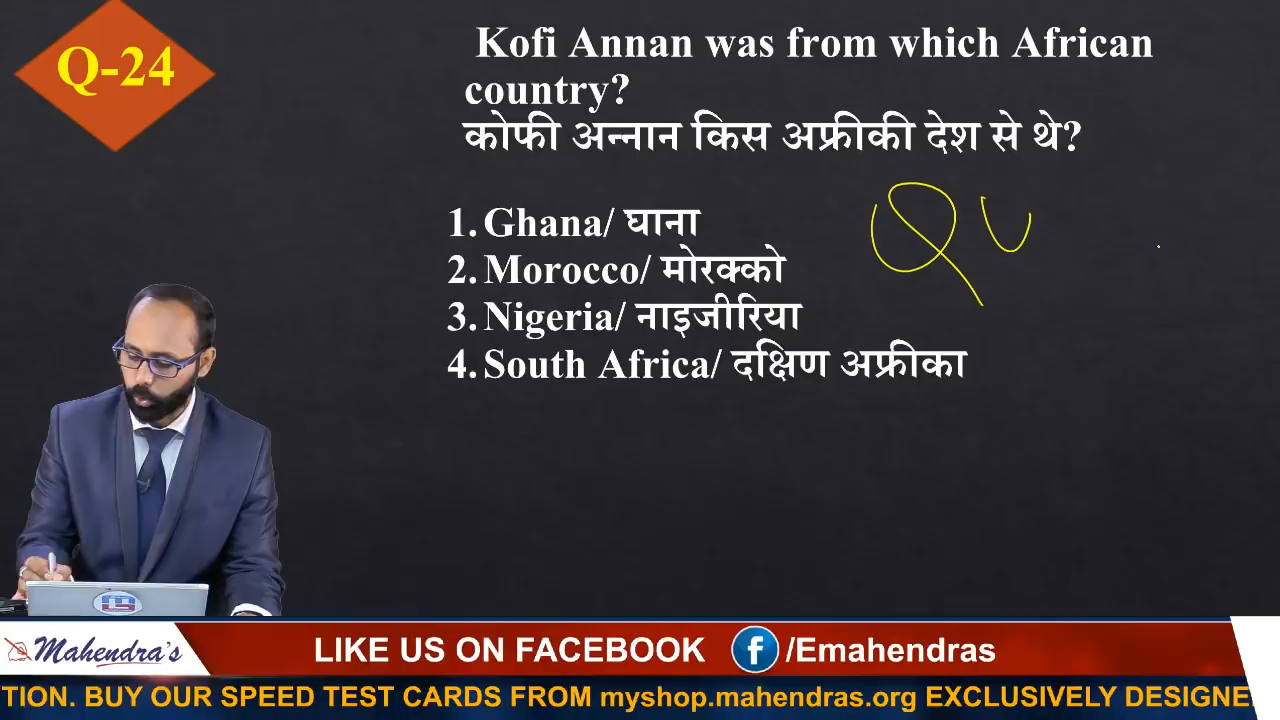 Q-24
Kofi Annan was from which African
country?
कोफी अन्नान किस अफ्रीकी देश से थे?
1. Ghana/ घाना
2. Morocco/ मोरक्को
3. Nigeria/ नाइजीरिया
4. South Africa/ दक्षिण अफ्रीका
QU
Mahendra's
LIKE US ON FACEBOOK f /Emahendras
TION. BUY OUR SPEED TEST CARDS FROM myshop.mahendras.org EXCLUSIVELY DESIGNE